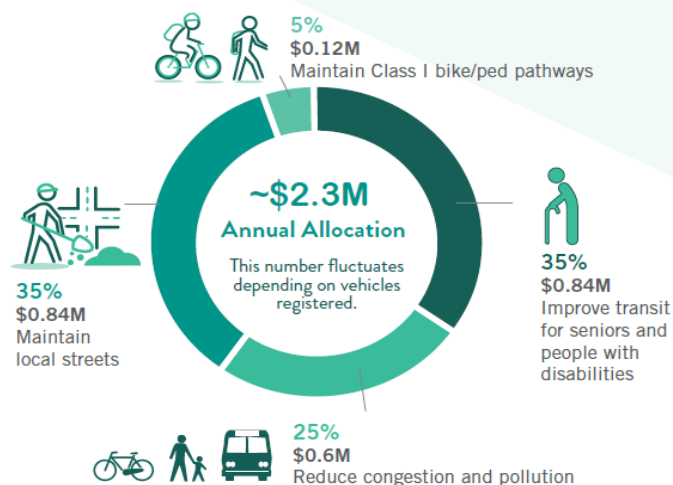 5%
$0.12M
Maintain Class I bike/ped pathways
~$2.3M
Annual Allocation
This number fluctuates
depending on vehicles
registered.
35%
$0.84M
Maintain
local streets
35%
$0.84M
Improve transit
for seniors and
people with
disabilities
25%
$0.6M
Reduce congestion and pollution